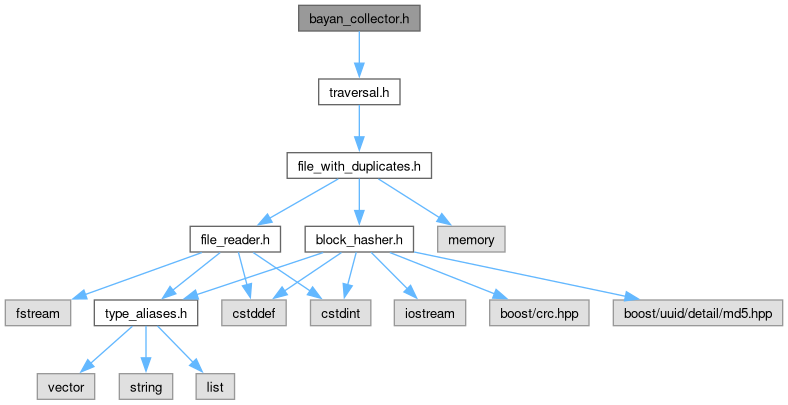 bayan_collector.h
traversal.h
file_with_duplicates.h
file_reader.h
block_hasher.h
memory
fstream
type_aliases.h
cstddef
cstdint
iostream
boost/crc.hpp
boost/uuid/detail/md5.hpp
vector
string
list